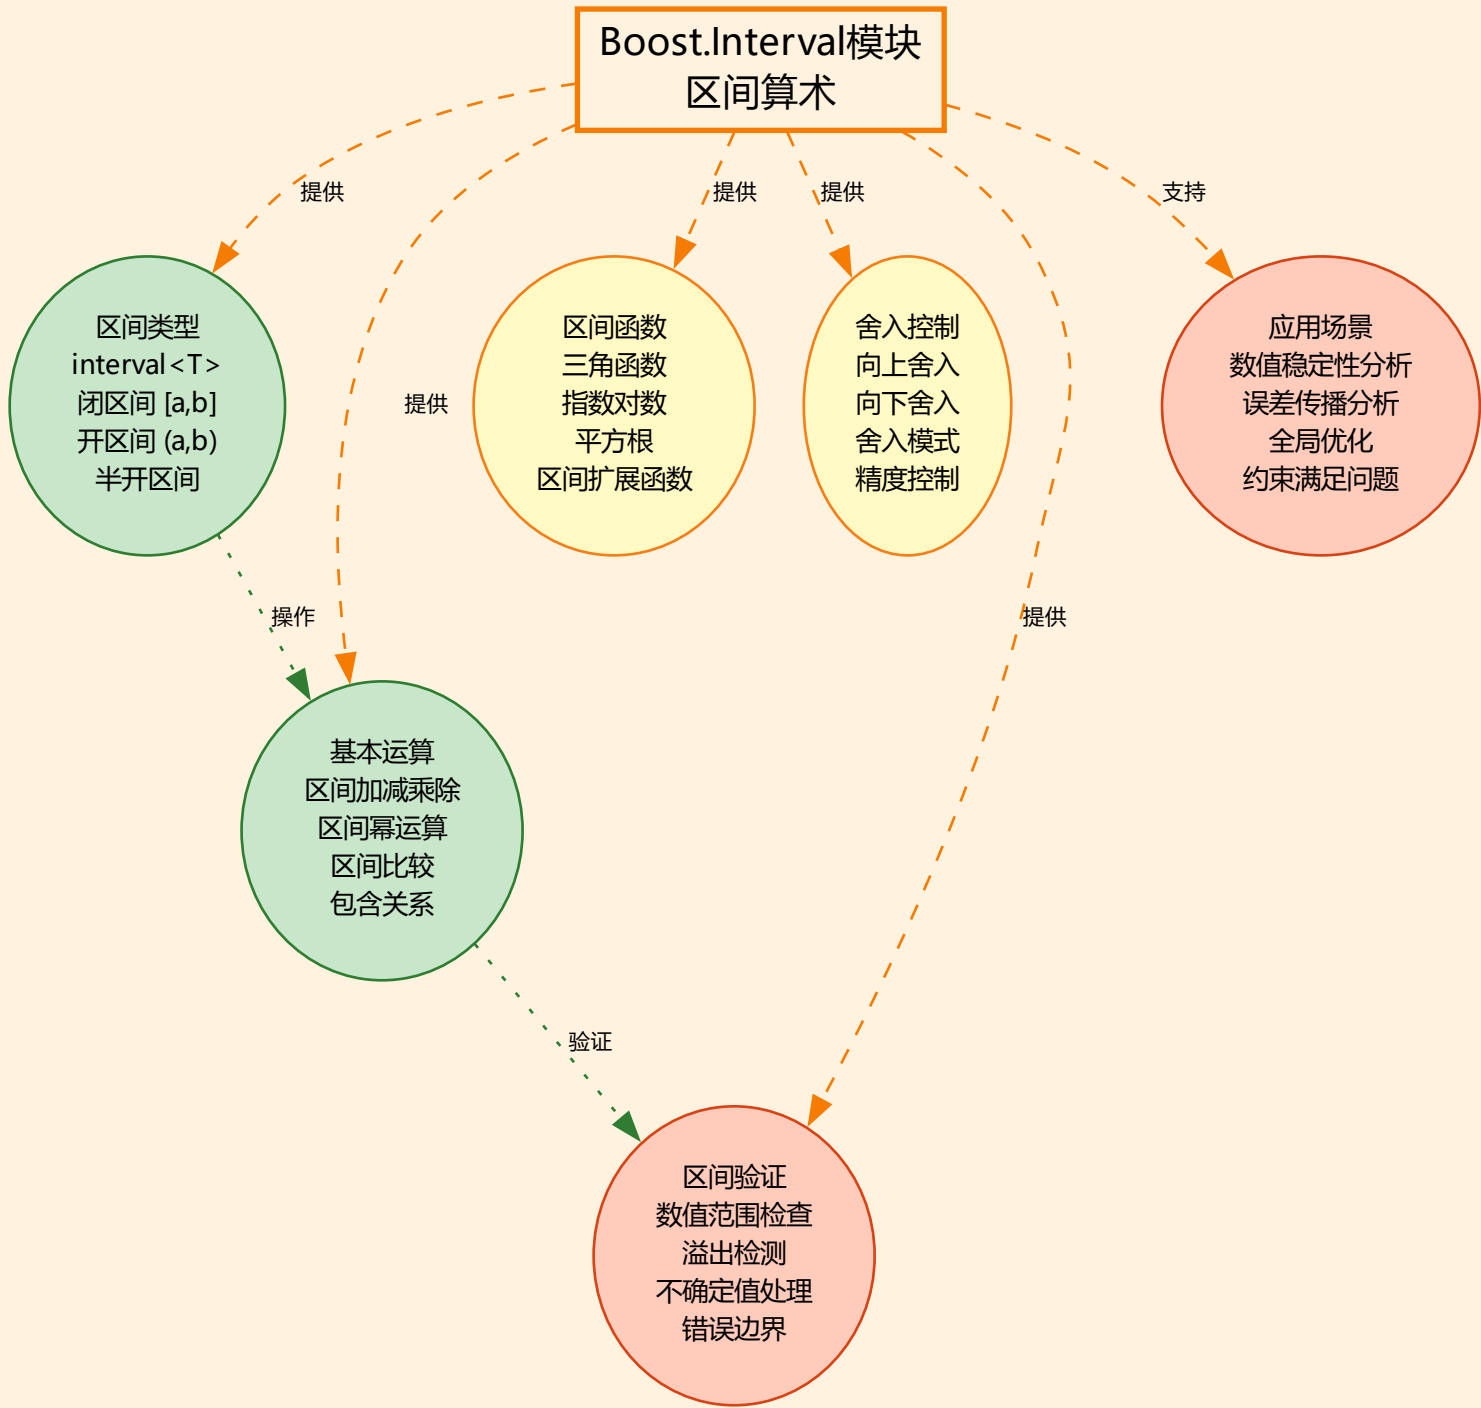 Boost.Interval模块
区间算术
提供
提供
提供
支持
区间类型
interval<T>
闭区间 [a,b]
开区间 (a,b)
半开区间
提供
区间函数
三角函数
指数对数
平方根
区间扩展函数
舍入控制
向上舍入
向下舍入
舍入模式
精度控制
应用场景
数值稳定性分析
误差传播分析
全局优化
约束满足问题
操作
提供
基本运算
区间加减乘除
区间幂运算
区间比较
包含关系
验证
区间验证
数值范围检查
溢出检测
不确定值处理
错误边界